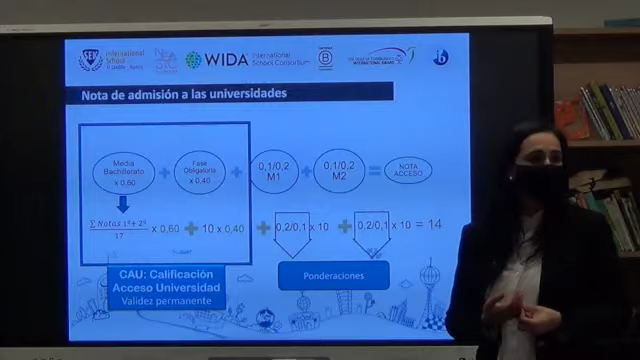 SEK
International
School
WIDA
International
School Consortium
B
INTERNATIONAL AWARD
Nota de admisión a las universidades
Media
Bachillerato
x 0,60
+
Fase
Obligatoria
x 0,40
+
0,1/0,2
M1
+
0,1/0,2
M2
=
NOTA
ACCESO
∑ Notas 1º+ 2º
17
x 0,60 + 10 x 0,40 + 0,2/0,1 x 10 + 0,2/0,1 x 10 = 14
CAU: Calificación
Acceso Universidad
Validez permanente
Ponderaciones